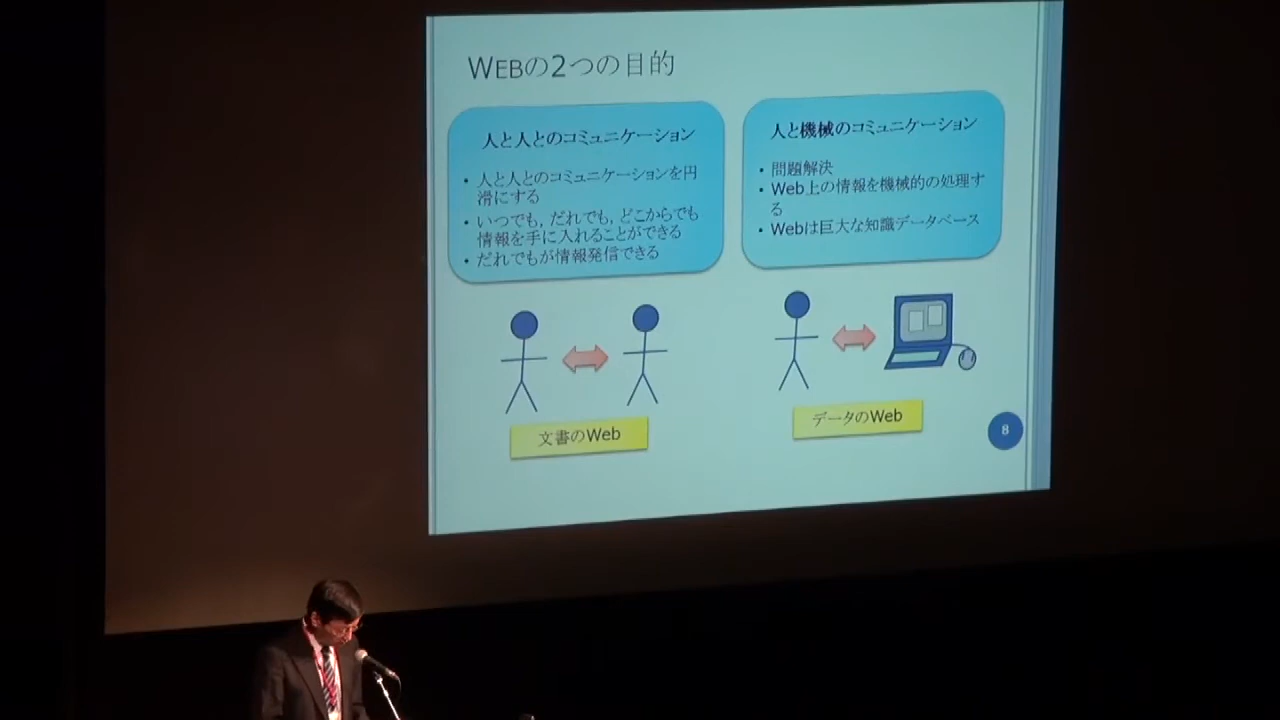 WEBの2つの目的
人と人とのコミュニケーション
• 人と人とのコミュニケーションを円
滑にする
• いつでも, だれでも, どこからでも
情報を手に入れることができる
• だれでもが情報発信できる
人と機械のコミュニケーション
• 問題解決
• Web上の情報を機械的の処理す
る
• Webは巨大な知識データベース
文書のWeb
データのWeb
8